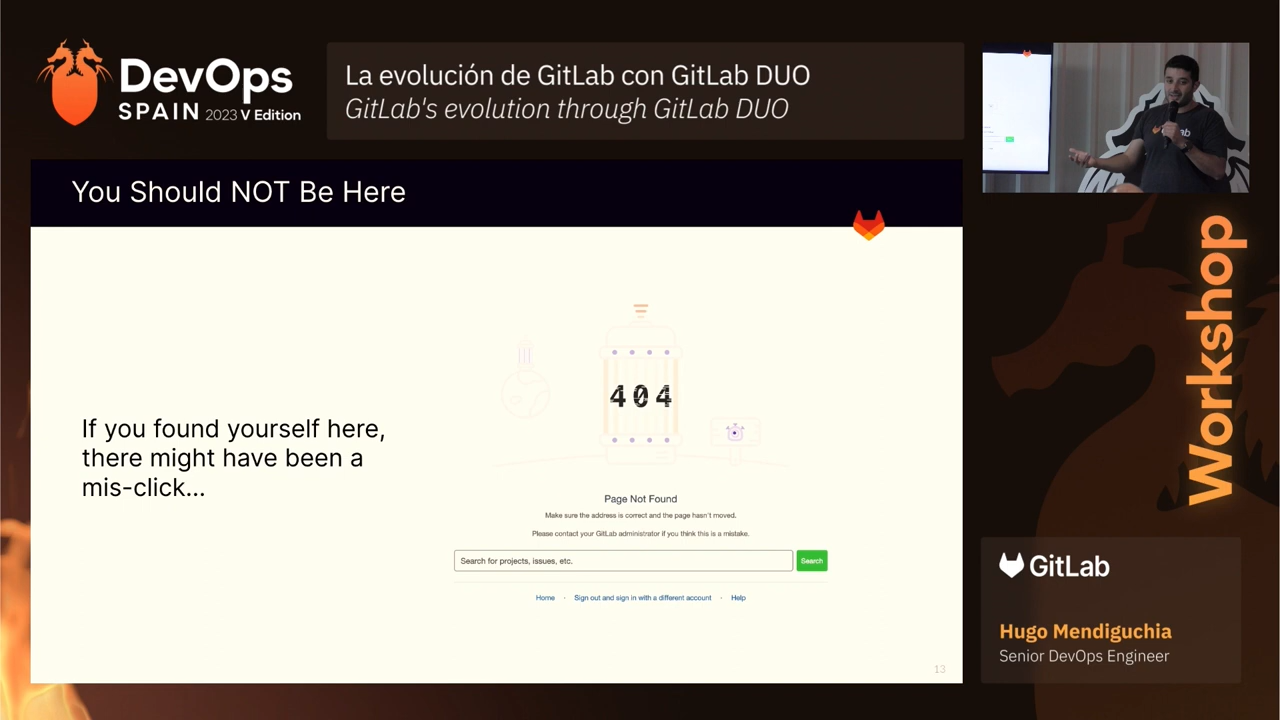 DevOps
SPAIN 2023 V Edition
La evolución de GitLab con GitLab DUO
GitLab's evolution through GitLab DUO
You Should NOT Be Here
If you found yourself here,
there might have been a
mis-click...
404
Page Not Found
Make sure the address is correct and the page hasn't moved.
Please contact your GitLab administrator if you think this is a mistake.
Search for projects, issues, etc.
Search
Home · Sign out and sign in with a different account · Help
13
Workshop
GitLab
Hugo Mendiguchia
Senior DevOps Engineer